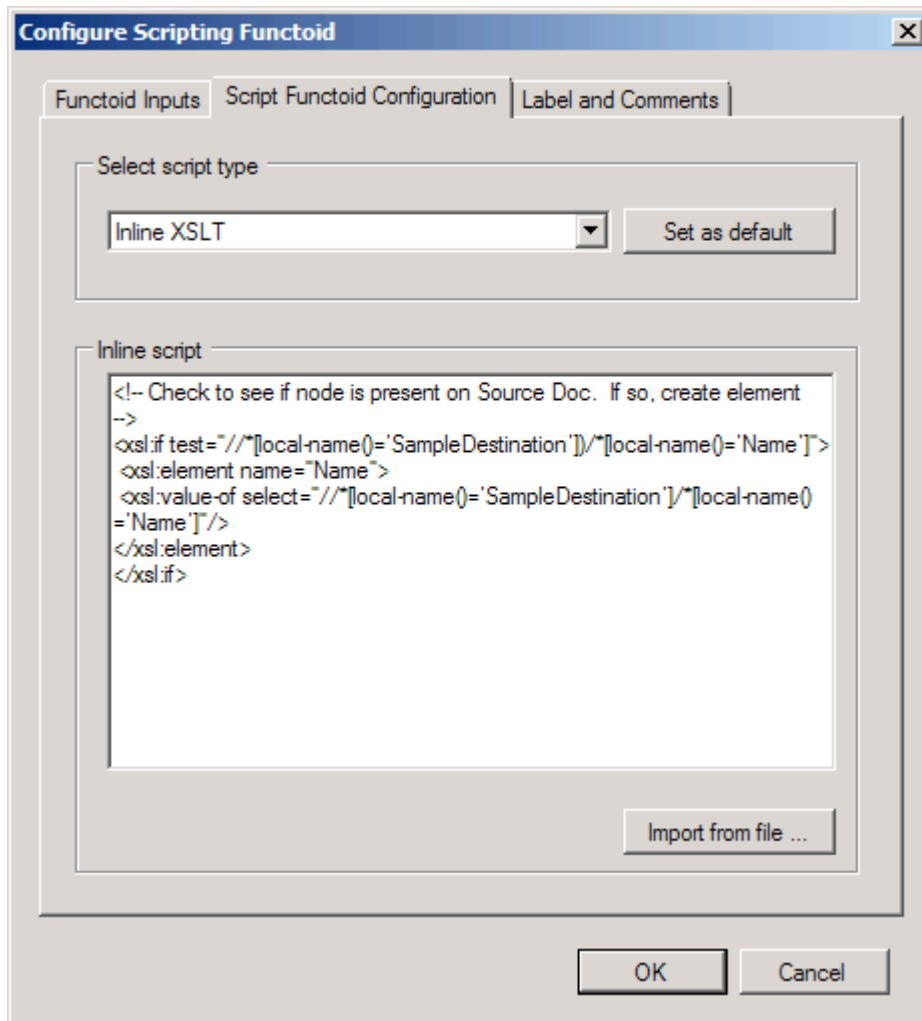 Configure Scripting Functoid
Functoid Inputs
Script Functoid Configuration
Label and Comments
Select script type
Inline XSLT
Set as default
Inline script
<!-- Check to see if node is present on Source Doc.  If so, create element
-->
<xsl:if test="//*[local-name()='SampleDestination'])/*[local-name()='Name']">
 <xsl:element name="Name">
 <xsl:value-of select="//*[local-name()='SampleDestination']/*[local-name()
='Name']"/>
</xsl:element>
</xsl:if>
Import from file ...
OK
Cancel